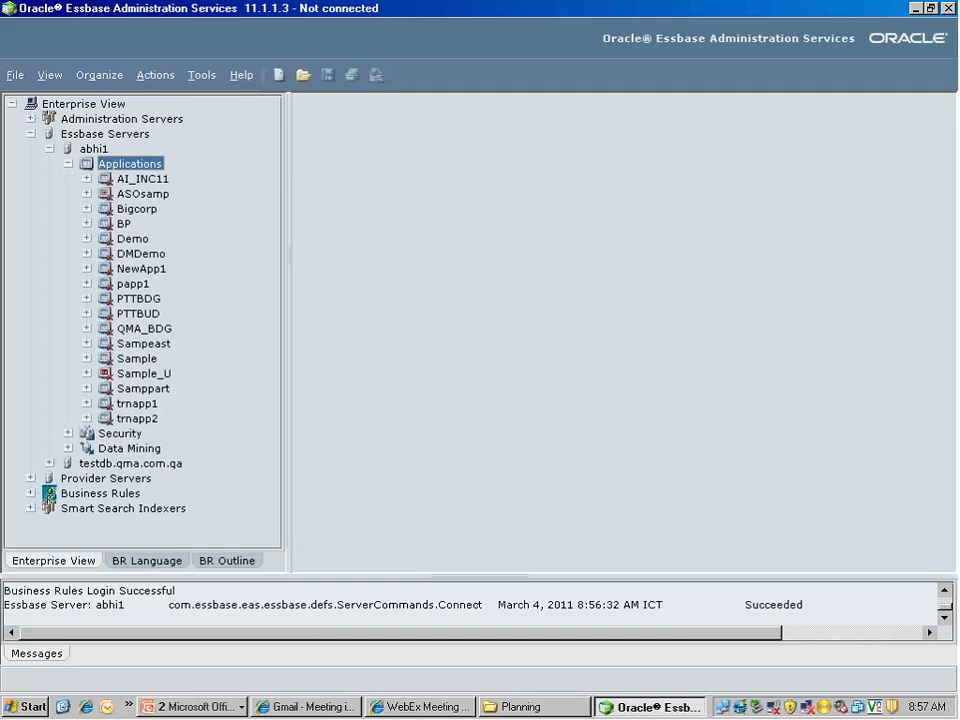 Oracle® Essbase Administration Services 11.1.1.3 - Not connected
Oracle® Essbase Administration Services ORACLE
File View Organize Actions Tools Help
Enterprise View
Administration Servers
Essbase Servers
abhi1
Applications
AI_INC11
ASOsamp
Bigcorp
BP
Demo
DMDemo
NewApp1
papp1
PTTBDG
PTTBUD
QMA_BDG
Sampeast
Sample
Sample_U
Samppart
trnapp1
trnapp2
Security
Data Mining
testdb.qma.com.qa
Provider Servers
Business Rules
Smart Search Indexers
Enterprise View BR Language BR Outline
Business Rules Login Successful
Essbase Server: abhi1 com.essbase.eas.essbase.defs.ServerCommands.Connect March 4, 2011 8:56:32 AM ICT Succeeded
Messages
Start » 2 Microsoft Offi... Gmail - Meeting i... WebEx Meeting ... Planning Oracle® Essb... 8:57 AM